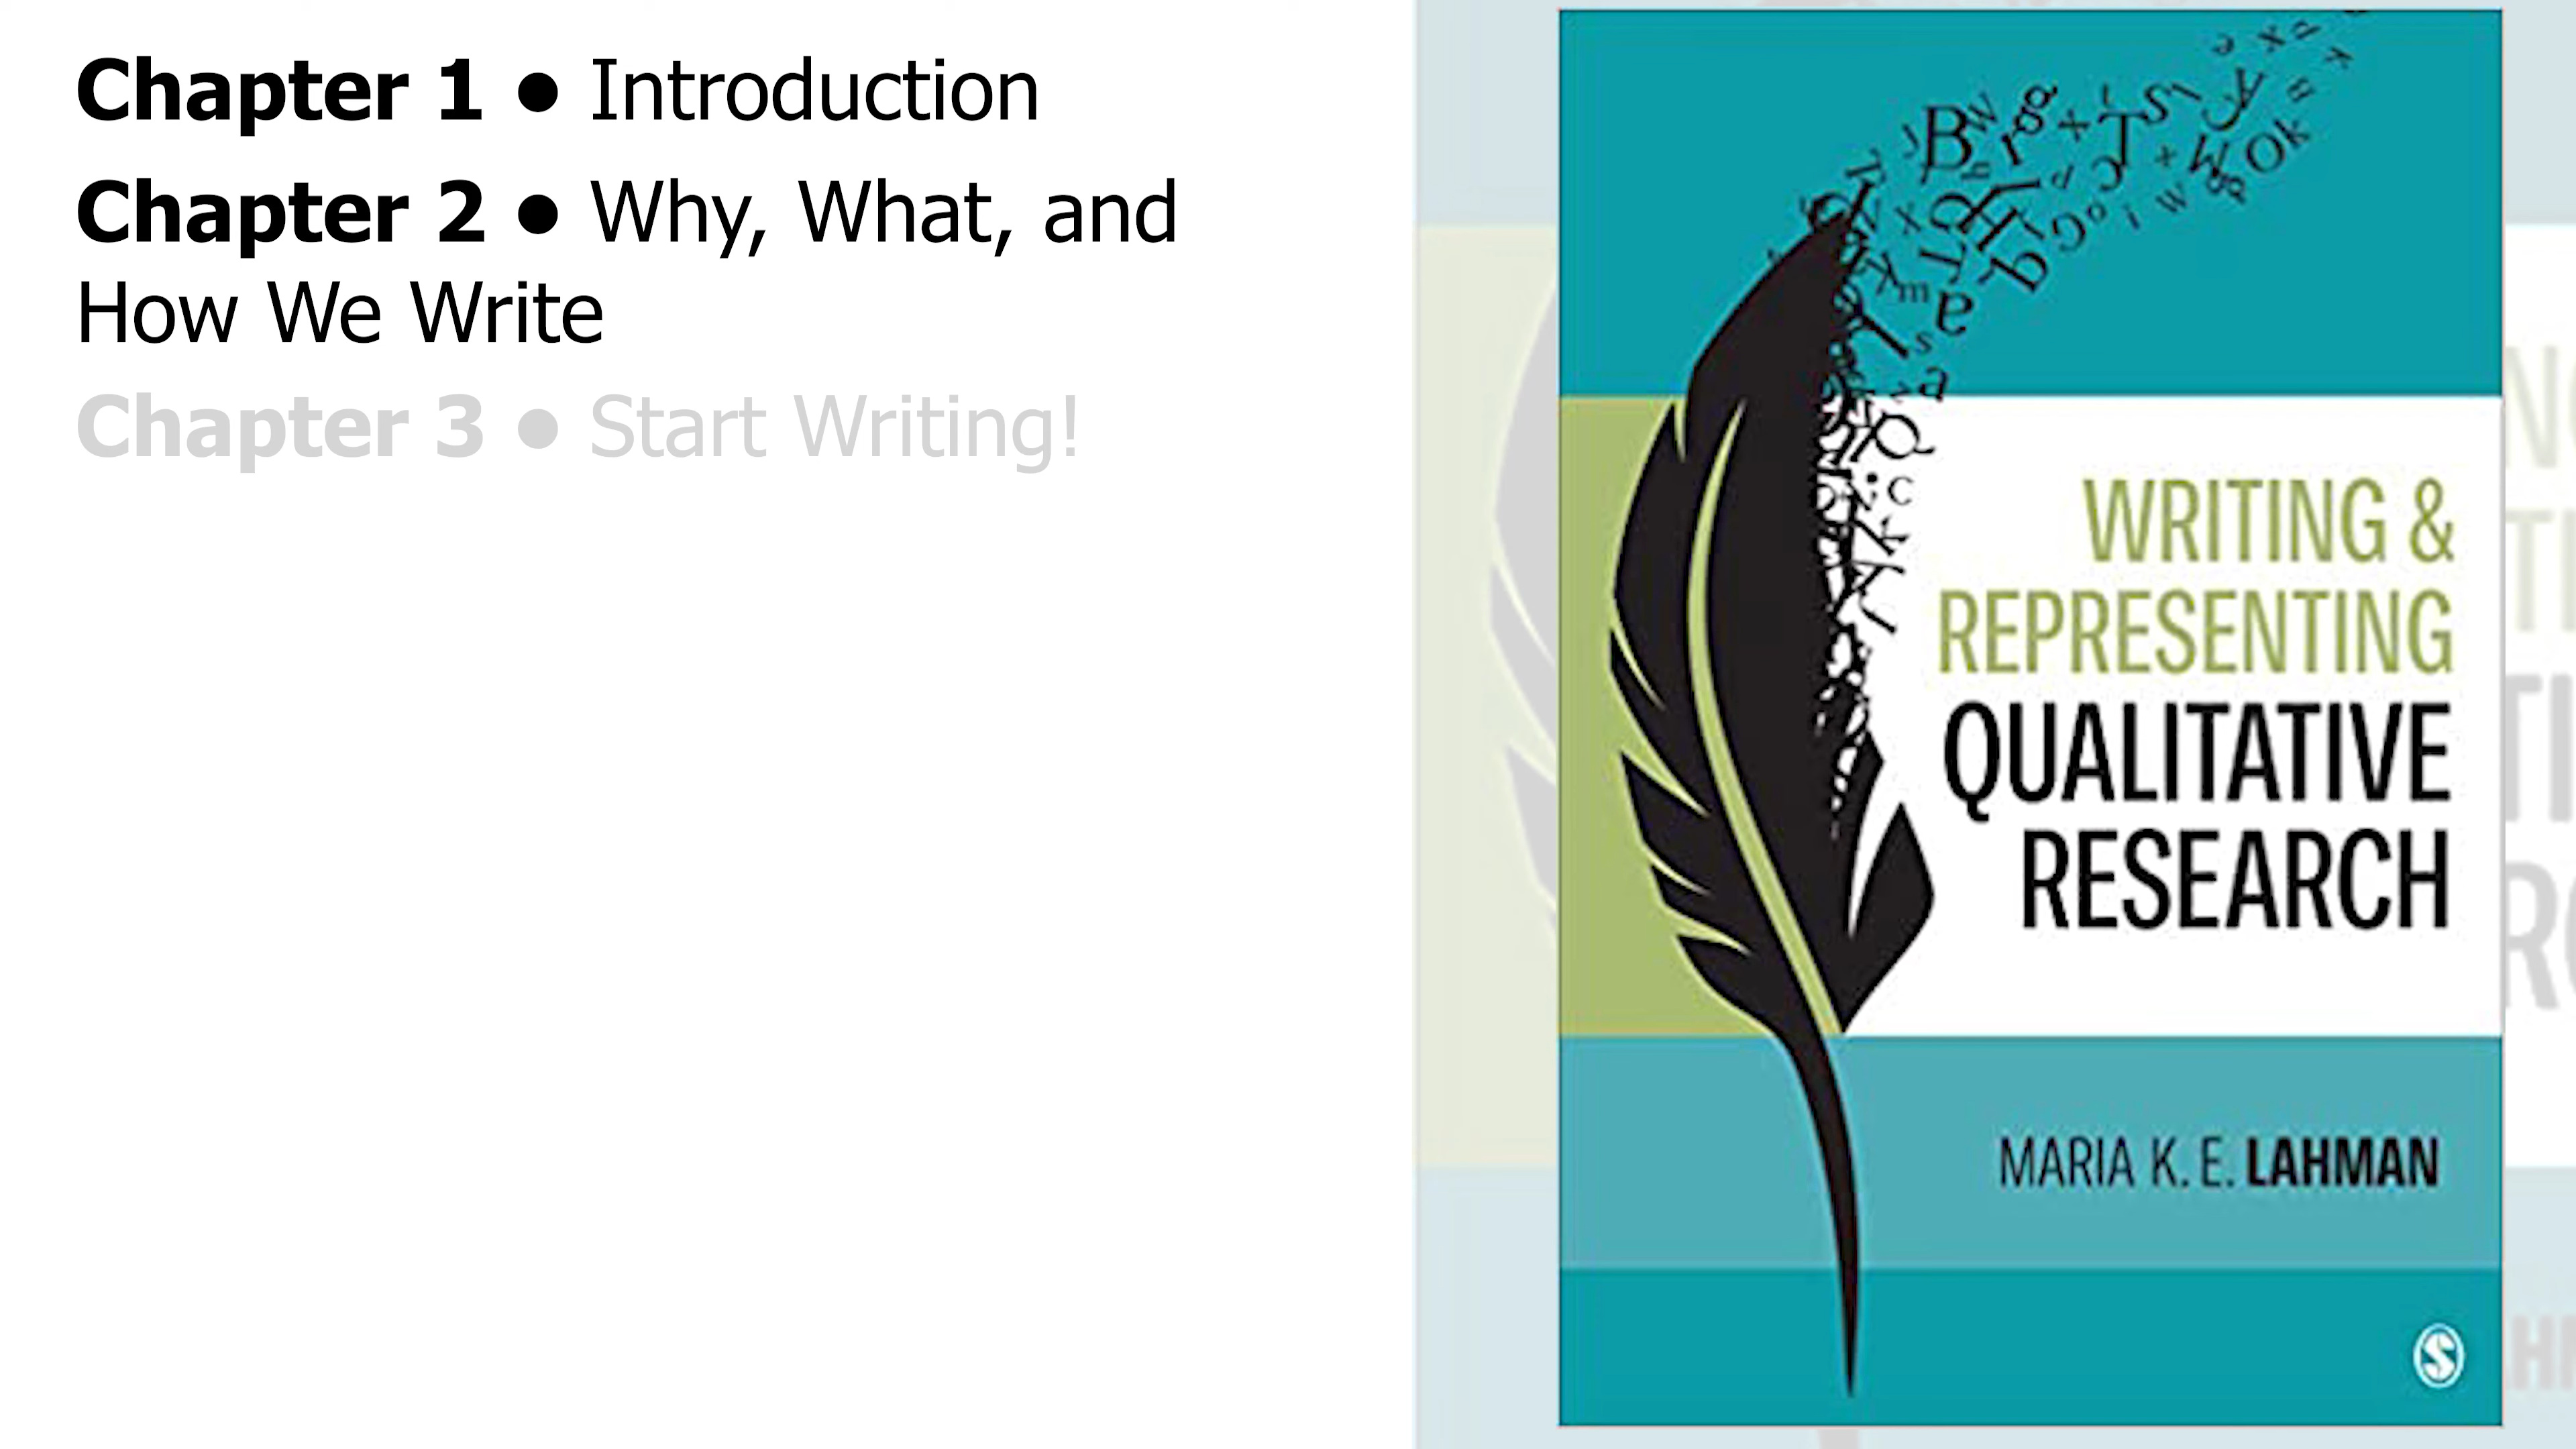 Chapter 1 ● Introduction
Chapter 2 ● Why, What, and
How We Write
Chapter 3 ● Start Writing!
WRITING &
REPRESENTING
QUALITATIVE
RESEARCH
MARIA K. E. LAHMAN